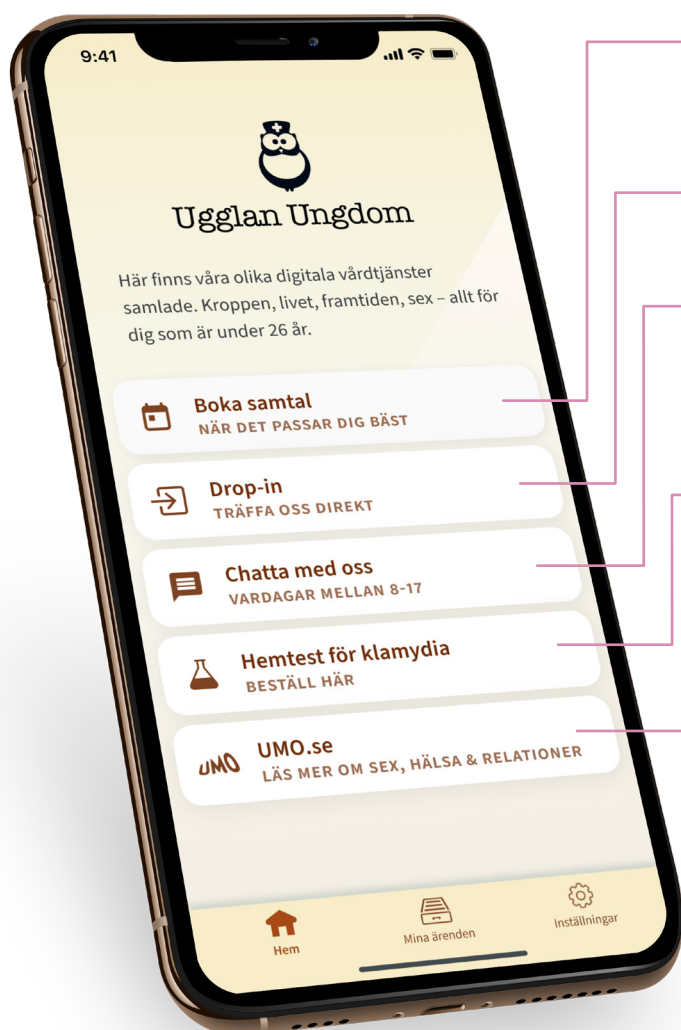 9:41
Ugglan Ungdom
Här finns våra olika digitala vårdtjänster
samlade. Kroppen, livet, framtiden, sex – allt för
dig som är under 26 år.
Boka samtal
NÄR DET PASSAR DIG BÄST
Drop-in
TRÄFFA OSS DIREKT
Chatta med oss
VARDAGAR MELLAN 8-17
Hemtest för klamydia
BESTÄLL HÄR
UMO
UMO.se
LÄS MER OM SEX, HÄLSA & RELATIONER
Hem
Mina ärenden
Inställningar